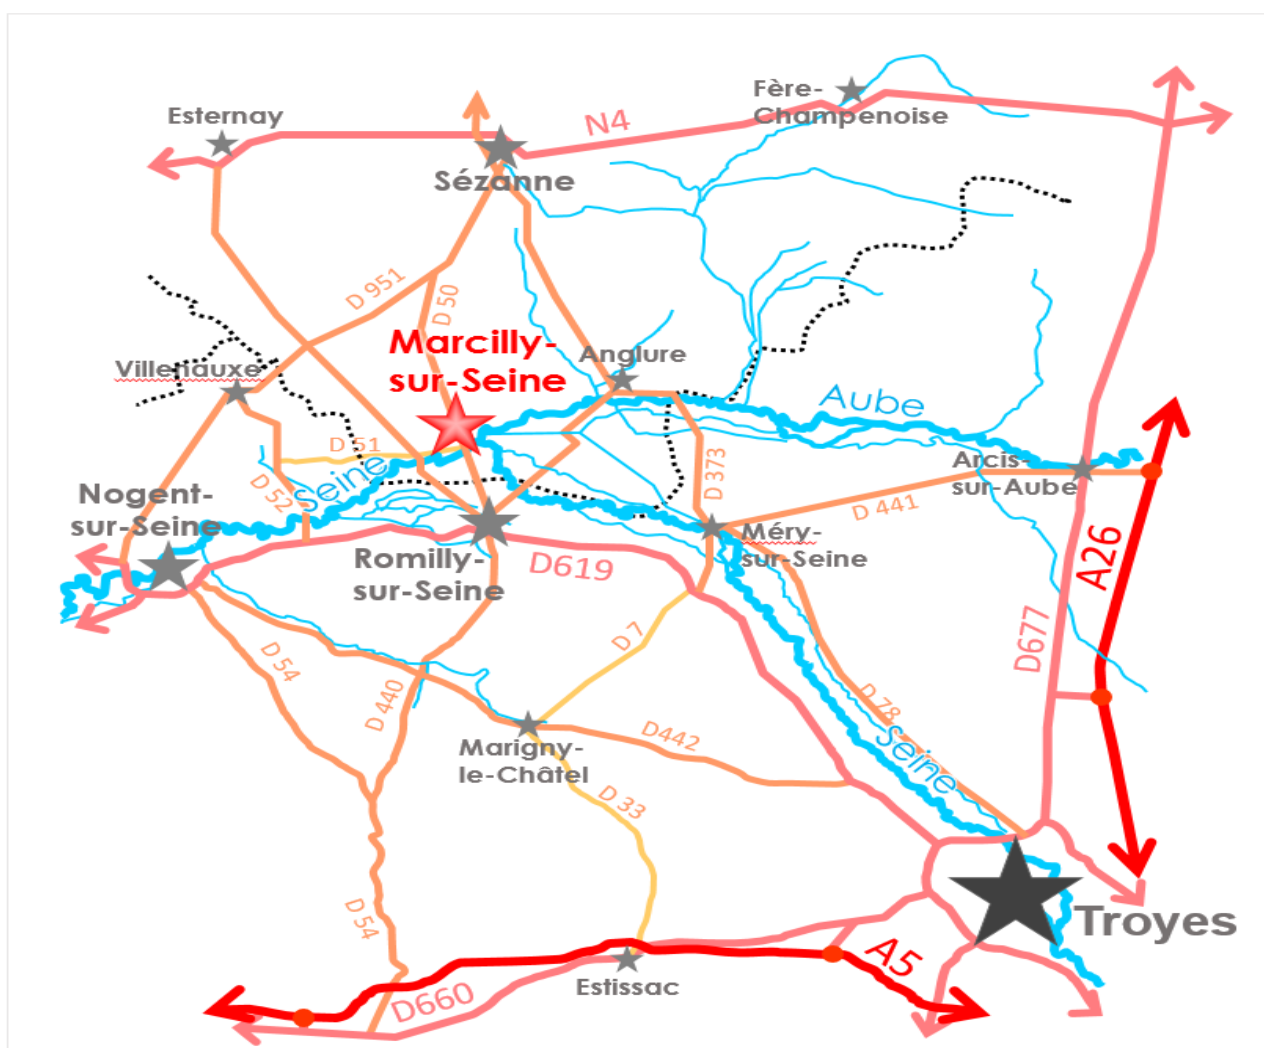 Fère-
Champenoise
Esternay
N4
Sézanne
D 951
D 50
Marcilly-
sur-Seine
Anglure
Villenauxe
Aube
D 51
D 373
Arcis-
sur-Aube
Seine
D 52
Nogent-
sur-Seine
D 441
Méry-
sur-Seine
Romilly-
sur-Seine
D619
A26
D677
D 7
D 54
D 440
D 78
D442
Marigny-
le-Châtel
Seine
D 33
D 54
Troyes
A5
Estissac
D660